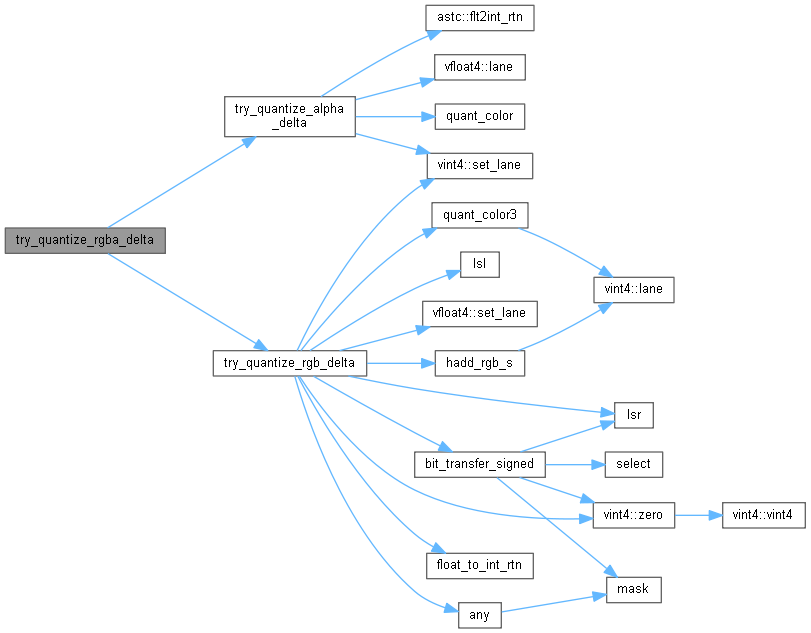 astc::flt2int_rtn
vfloat4::lane
try_quantize_alpha
_delta
quant_color
vint4::set_lane
quant_color3
try_quantize_rgba_delta
lsl
vint4::lane
vfloat4::set_lane
try_quantize_rgb_delta
hadd_rgb_s
lsr
bit_transfer_signed
select
vint4::zero
vint4::vint4
float_to_int_rtn
mask
any